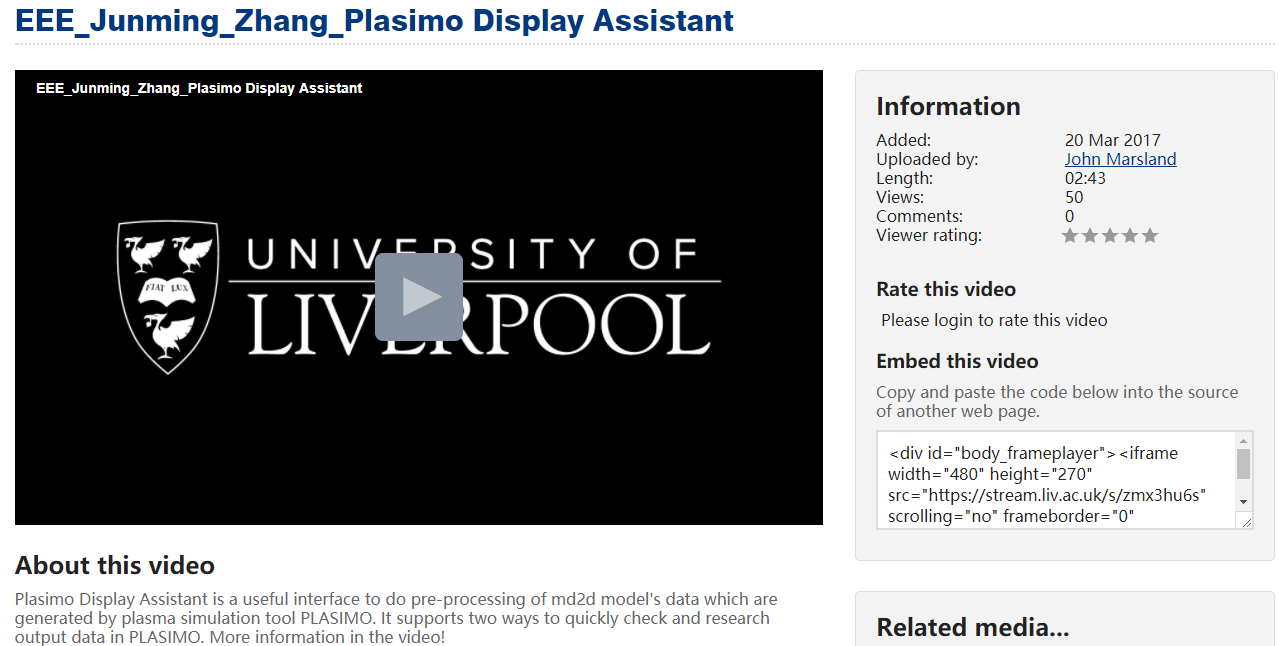 EEE_Junming_Zhang_Plasimo Display Assistant
EEE_Junming_Zhang_Plasimo Display Assistant
FIAT LUX
UNIVERSITY OF
LIVERPOOL
About this video
Plasimo Display Assistant is a useful interface to do pre-processing of md2d model's data which are
generated by plasma simulation tool PLASIMO. It supports two ways to quickly check and research
output data in PLASIMO. More information in the video!
Information
Added: 20 Mar 2017
Uploaded by: John Marsland
Length: 02:43
Views: 50
Comments: 0
Viewer rating:
Rate this video
Please login to rate this video
Embed this video
Copy and paste the code below into the source
of another web page.
<div id="body_frameplayer"><iframe
width="480" height="270"
src="https://stream.liv.ac.uk/s/zmx3hu6s"
scrolling="no" frameborder="0"
Related media...